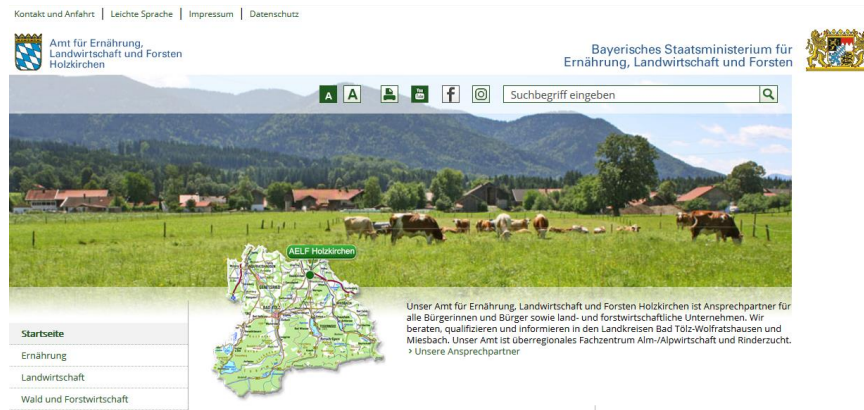 Kontakt und Anfahrt | Leichte Sprache | Impressum | Datenschutz
Amt für Ernährung,
Landwirtschaft und Forsten
Holzkirchen
Bayerisches Staatsministerium für
Ernährung, Landwirtschaft und Forsten
A A You Tube f Suchbegriff eingeben
AELF Holzkirchen
Unser Amt für Ernährung, Landwirtschaft und Forsten Holzkirchen ist Ansprechpartner für
alle Bürgerinnen und Bürger sowie land- und forstwirtschaftliche Unternehmen. Wir
beraten, qualifizieren und informieren in den Landkreisen Bad Tölz-Wolfratshausen und
Miesbach. Unser Amt ist überregionales Fachzentrum Alm-/Alpwirtschaft und Rinderzucht.
› Unsere Ansprechpartner
Startseite
Ernährung
Landwirtschaft
Wald und Forstwirtschaft